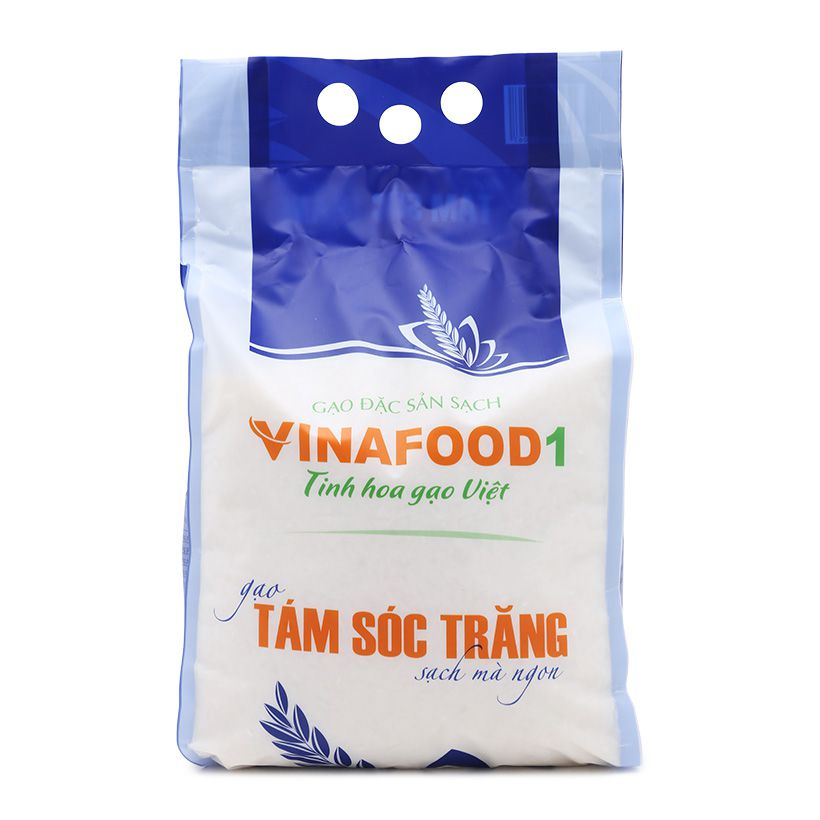 GẠO ĐẶC SẢN SẠCH
VINAFOOD1
Tinh hoa gạo Việt
gạo
TÁM SÓC TRĂNG
sạch mà ngon